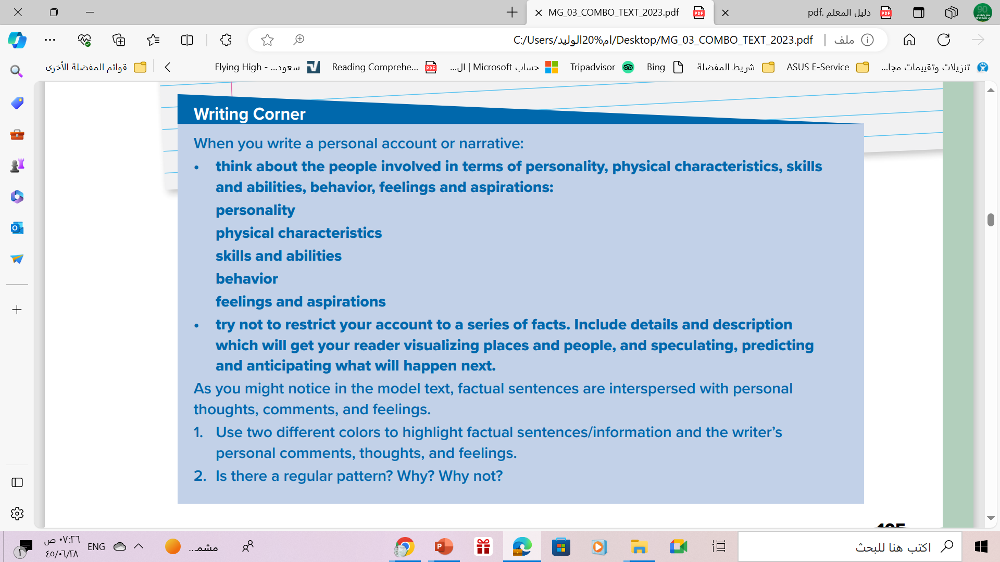 MG_03_COMBO_TEXT_2023.pdf
دليل المعلم .pdf
C:/Users/ام%20الوليد/Desktop/MG_03_COMBO_TEXT_2023.pdf
ملف
قوائم المفضلة الأخرى
Flying High - سعود...
Reading Comprehe...
حساب Microsoft | ال...
Tripadvisor
Bing
شريط المفضلة
ASUS E-Service
تنزيلات وتقييمات مجا...
Writing Corner
When you write a personal account or narrative:
• think about the people involved in terms of personality, physical characteristics, skills
and abilities, behavior, feelings and aspirations:
personality
physical characteristics
skills and abilities
behavior
feelings and aspirations
• try not to restrict your account to a series of facts. Include details and description
which will get your reader visualizing places and people, and speculating, predicting
and anticipating what will happen next.
As you might notice in the model text, factual sentences are interspersed with personal
thoughts, comments, and feelings.
1. Use two different colors to highlight factual sentences/information and the writer's
personal comments, thoughts, and feelings.
2. Is there a regular pattern? Why? Why not?
٠٧:٢٦ ص
٤٥/٠٦/٢٨
ENG
مشمـ...
اكتب هنا للبحث